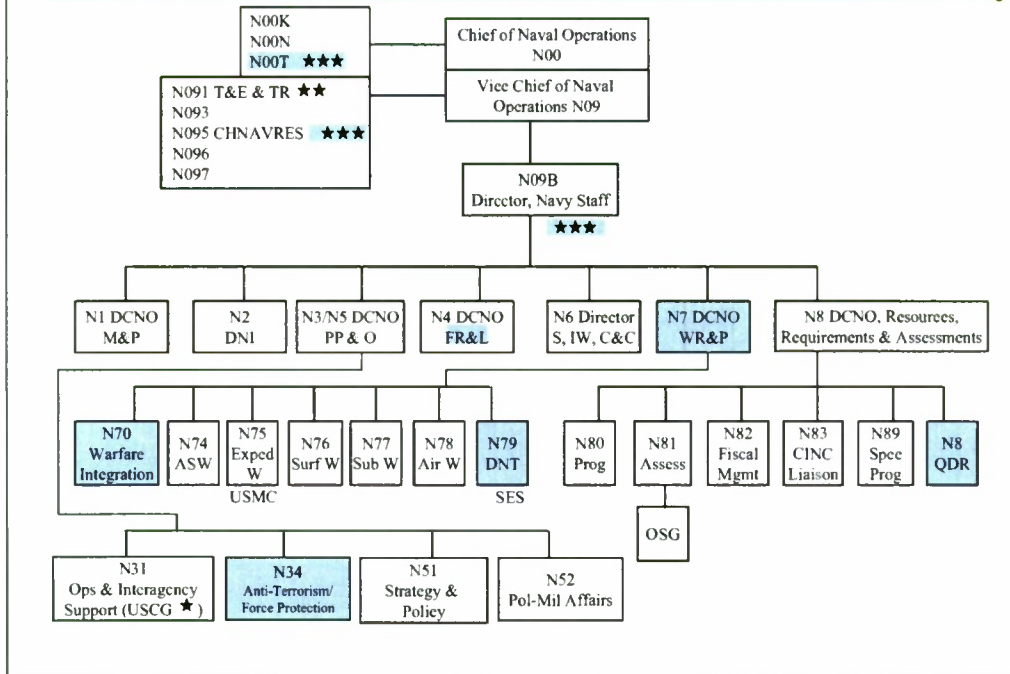 N00K
N00N
N00T ★★★
Chief of Naval Operations
N00
N091 T&E & TR ★★
N093
N095 CHNAVRES ★★★
N096
N097
Vice Chief of Naval
Operations N09
N09B
Director, Navy Staff
★★★
N1 DCNO
M&P
N2
DNI
N3/N5 DCNO
PP & O
N4 DCNO
FR&L
N6 Director
S, IW, C&C
N7 DCNO
WR&P
N8 DCNO, Resources,
Requirements & Assessments
N70
Warfare
Integration
N74
ASW
N75
Exped
W
USMC
N76
Surf W
N77
Sub W
N78
Air W
N79
DNT
SES
N80
Prog
N81
Assess
N82
Fiscal
Mgmt
N83
CINC
Liaison
N89
Spec
Prog
N8
QDR
OSG
N31
Ops & Interagency
Support (USCG ★)
N34
Anti-Terrorism/
Force Protection
N51
Strategy &
Policy
N52
Pol-Mil Affairs